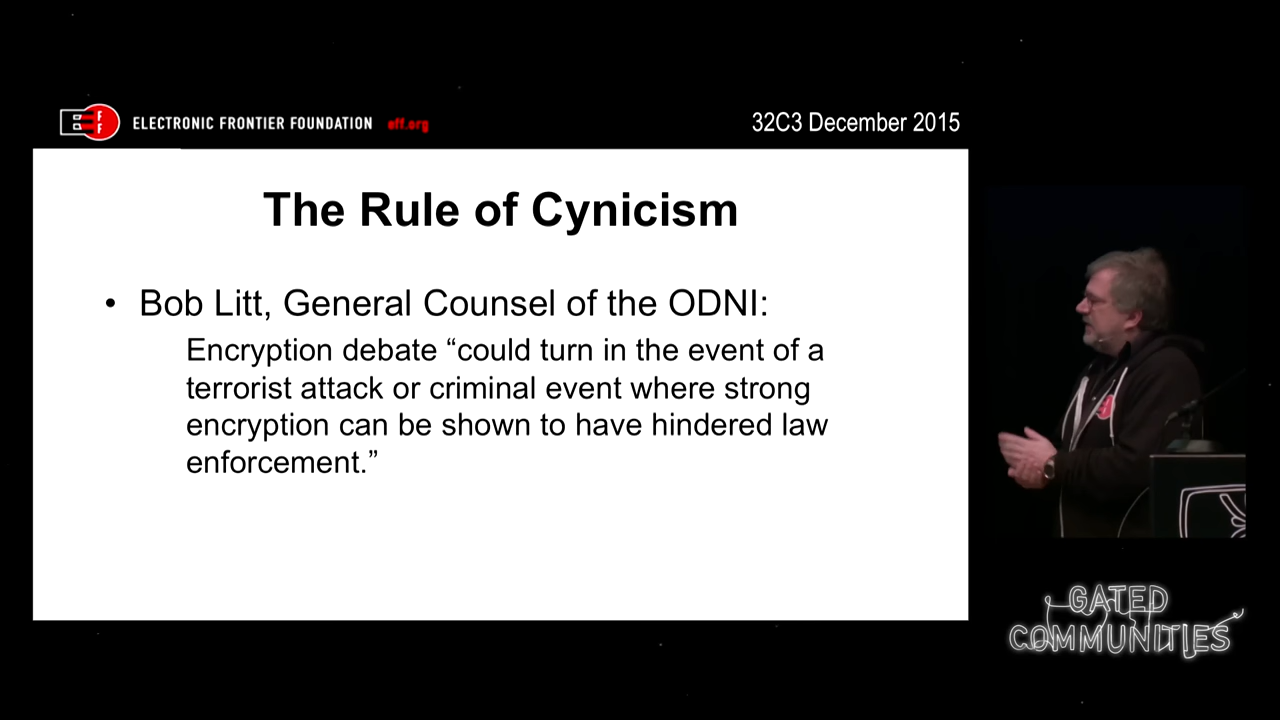 ELECTRONIC FRONTIER FOUNDATION eff.org
32C3 December 2015
The Rule of Cynicism
• Bob Litt, General Counsel of the ODNI:
Encryption debate “could turn in the event of a
terrorist attack or criminal event where strong
encryption can be shown to have hindered law
enforcement.”
GATED
COMMUNITIES